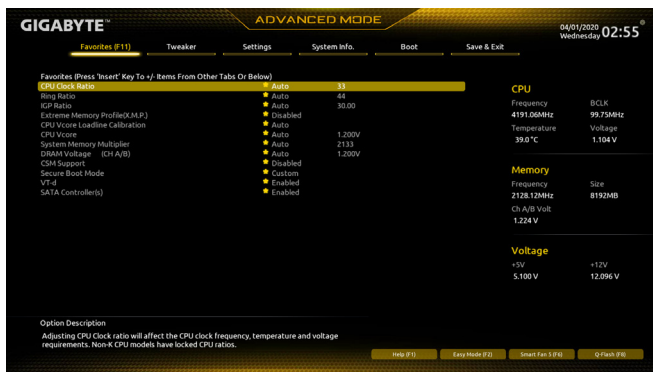 GIGABYTE™
ADVANCED MODE
04/01/2020
Wednesday 02:55
Favorites (F11) Tweaker Settings System Info. Boot Save & Exit
Favorites (Press 'Insert' Key To +/- Items From Other Tabs Or Below)
CPU Clock Ratio Auto 33
Ring Ratio Auto 44
IGP Ratio Auto 30.00
Extreme Memory Profile(X.M.P.) Disabled
CPU Vcore Loadline Calibration Auto
CPU Vcore Auto 1.200V
System Memory Multiplier Auto 2133
DRAM Voltage (CH A/B) Auto 1.200V
CSM Support Disabled
Secure Boot Mode Custom
VT-d Enabled
SATA Controller(s) Enabled
CPU
Frequency BCLK
4191.06MHz 99.75MHz
Temperature Voltage
39.0 °C 1.104 V
Memory
Frequency Size
2128.12MHz 8192MB
Ch A/B Volt
1.224 V
Voltage
+5V +12V
5.100 V 12.096 V
Option Description
Adjusting CPU Clock ratio will affect the CPU clock frequency, temperature and voltage
requirements. Non-K CPU models have locked CPU ratios.
Help (F1) Easy Mode (F2) Smart Fan 5 (F6) Q-Flash (F8)